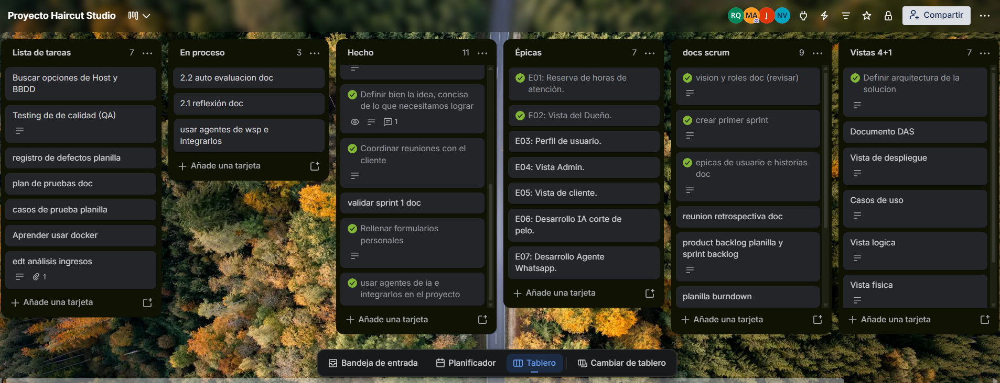 Proyecto Haircut Studio
RQ
MA
J
NV
Compartir
Lista de tareas
7
Buscar opciones de Host y
BBDD
Testing de de calidad (QA)
registro de defectos planilla
plan de pruebas doc
casos de prueba planilla
Aprender usar docker
edt análisis ingresos
1
Añade una tarjeta
En proceso
3
2.2 auto evaluacion doc
2.1 reflexión doc
usar agentes de wsp e
integrarlos
Añade una tarjeta
Hecho
11
Definir bien la idea, concisa
de lo que necesitamos lograr
1
Coordinar reuniones con el
cliente
validar sprint 1 doc
Rellenar formularios
personales
usar agentes de ia e
integrarlos en el proyecto
Añade una tarjeta
Épicas
7
E01: Reserva de horas de
atención.
E02: Vista del Dueño.
E03: Perfil de usuario.
E04: Vista Admin.
E05: Vista de cliente.
E06: Desarrollo IA corte de
pelo.
E07: Desarrollo Agente
Whatsapp.
Añade una tarjeta
docs scrum
9
vision y roles doc (revisar)
crear primer sprint
epicas de usuario e historias
doc
reunion retrospectiva doc
product backlog planilla y
sprint backlog
planilla burndown
Añade una tarjeta
Vistas 4+1
7
Definir arquitectura de la
solucion
Documento DAS
Vista de despliegue
Casos de uso
Vista logica
Vista fisica
Añade una tarjeta
Bandeja de entrada
Planificador
Tablero
Cambiar de tablero